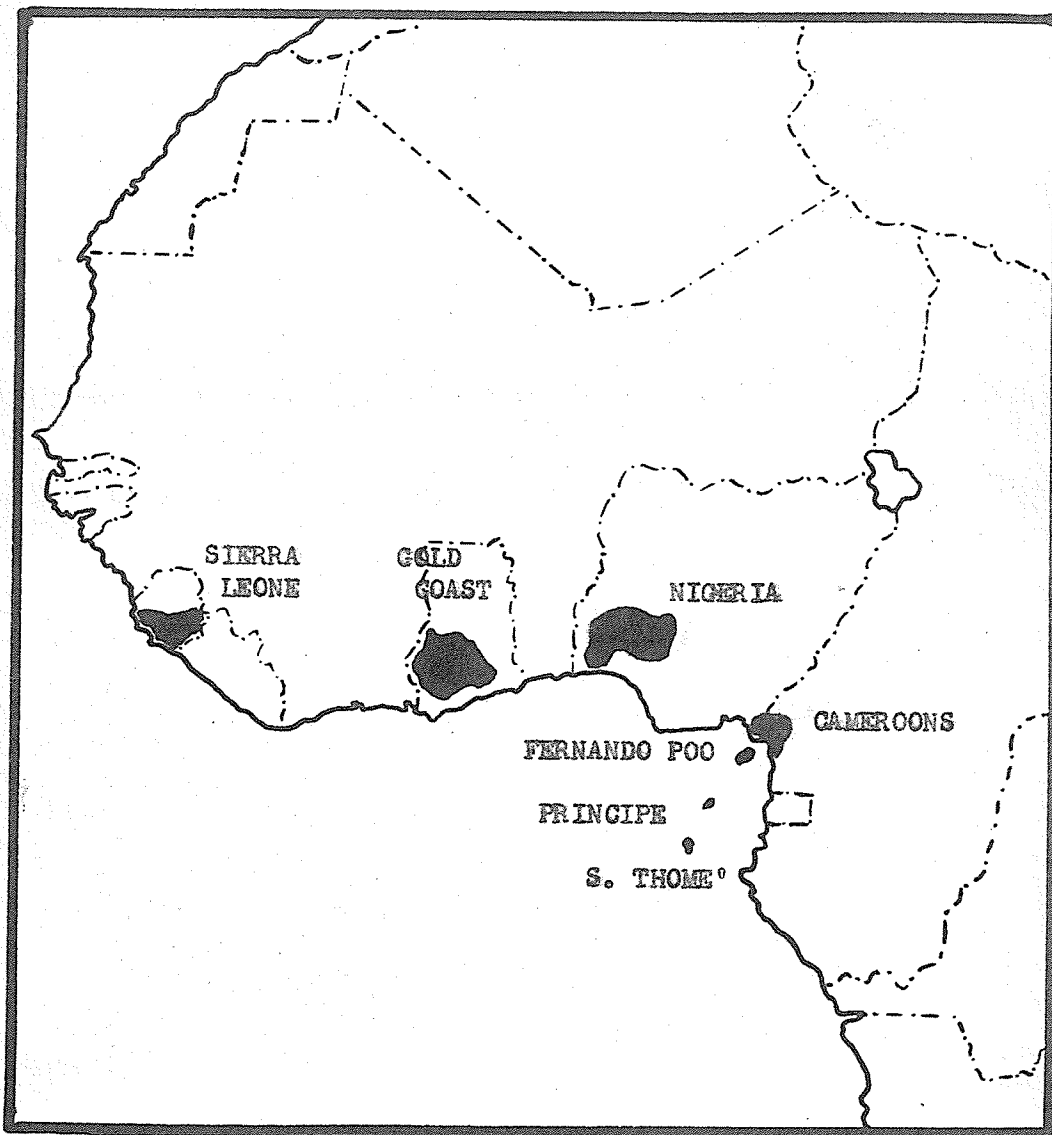 SIERRA
LEONE
GOLD
COAST
NIGERIA
CAMEROONS
FERNANDO POO
PRINCIPE
S. THOME'